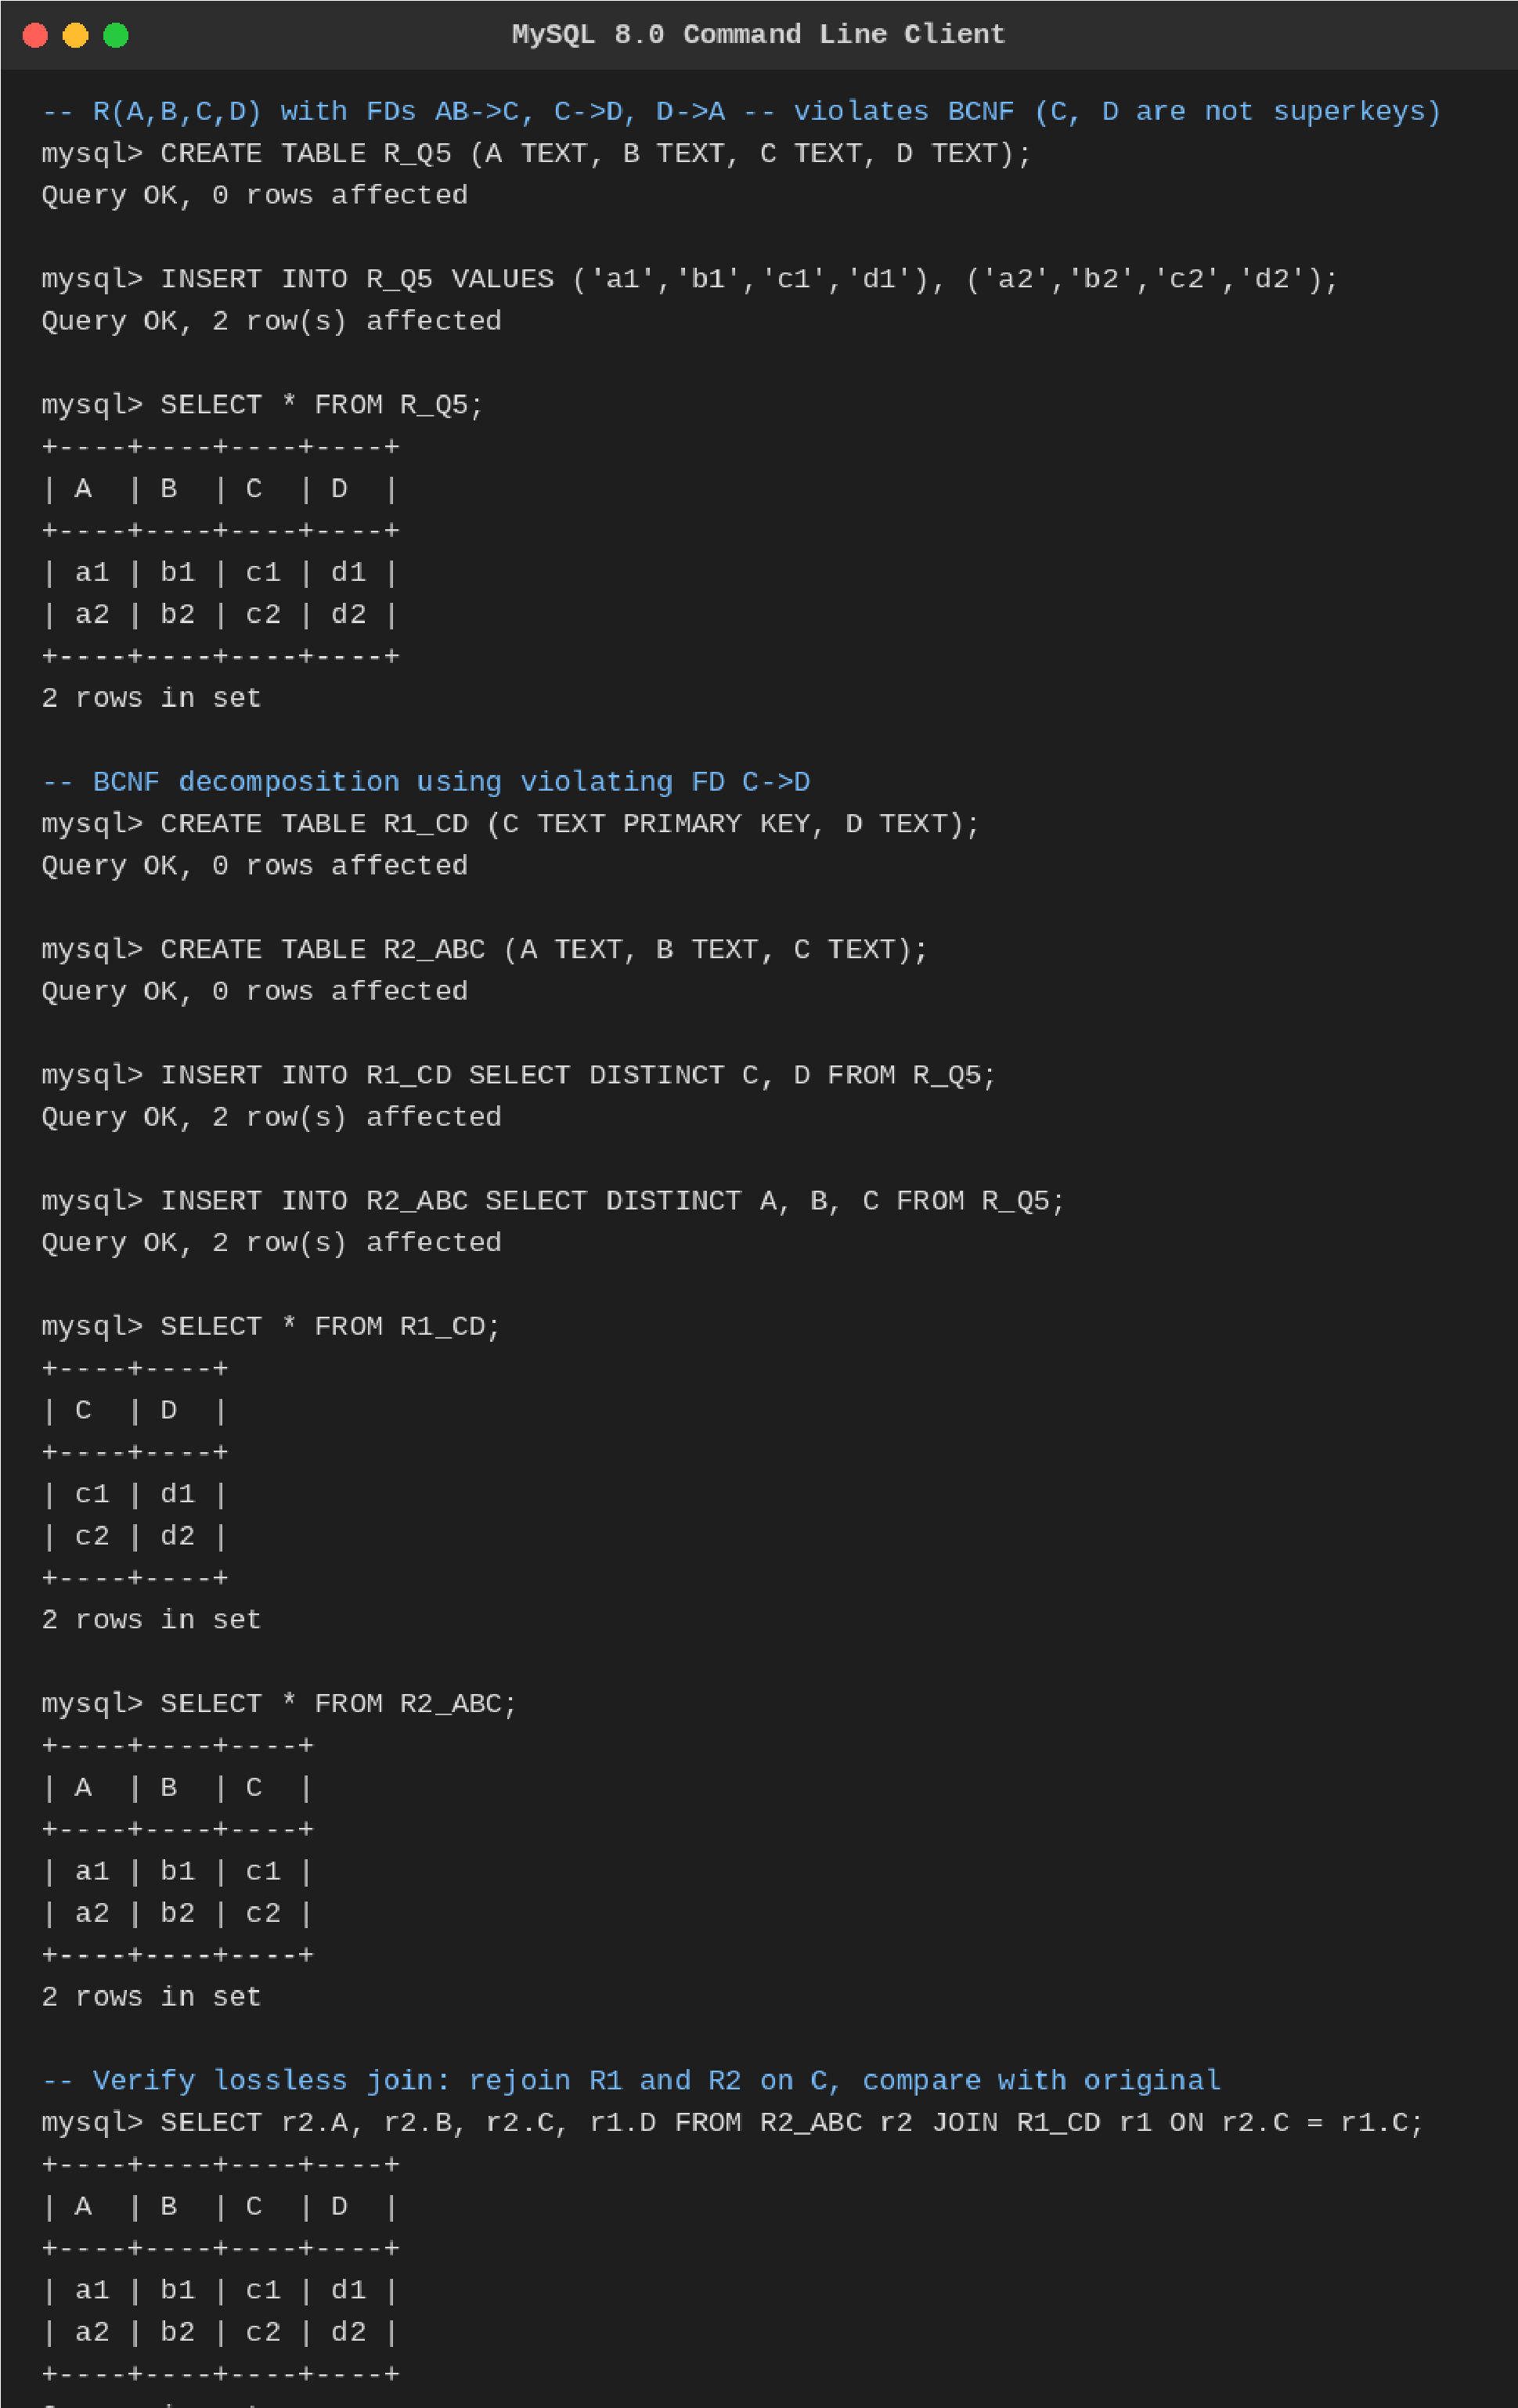 MySQL 8.0 Command Line Client
-- R(A,B,C,D) with FDs AB->C, C->D, D->A -- violates BCNF (C, D are not superkeys)
mysql> CREATE TABLE R_Q5 (A TEXT, B TEXT, C TEXT, D TEXT);
Query OK, 0 rows affected
mysql> INSERT INTO R_Q5 VALUES ('a1','b1','c1','d1'), ('a2','b2','c2','d2');
Query OK, 2 row(s) affected
mysql> SELECT * FROM R_Q5;
+----+----+----+----+
| A  | B  | C  | D  |
+----+----+----+----+
| a1 | b1 | c1 | d1 |
| a2 | b2 | c2 | d2 |
+----+----+----+----+
2 rows in set
-- BCNF decomposition using violating FD C->D
mysql> CREATE TABLE R1_CD (C TEXT PRIMARY KEY, D TEXT);
Query OK, 0 rows affected
mysql> CREATE TABLE R2_ABC (A TEXT, B TEXT, C TEXT);
Query OK, 0 rows affected
mysql> INSERT INTO R1_CD SELECT DISTINCT C, D FROM R_Q5;
Query OK, 2 row(s) affected
mysql> INSERT INTO R2_ABC SELECT DISTINCT A, B, C FROM R_Q5;
Query OK, 2 row(s) affected
mysql> SELECT * FROM R1_CD;
+----+----+
| C  | D  |
+----+----+
| c1 | d1 |
| c2 | d2 |
+----+----+
2 rows in set
mysql> SELECT * FROM R2_ABC;
+----+----+----+
| A  | B  | C  |
+----+----+----+
| a1 | b1 | c1 |
| a2 | b2 | c2 |
+----+----+----+
2 rows in set
-- Verify lossless join: rejoin R1 and R2 on C, compare with original
mysql> SELECT r2.A, r2.B, r2.C, r1.D FROM R2_ABC r2 JOIN R1_CD r1 ON r2.C = r1.C;
+----+----+----+----+
| A  | B  | C  | D  |
+----+----+----+----+
| a1 | b1 | c1 | d1 |
| a2 | b2 | c2 | d2 |
+----+----+----+----+